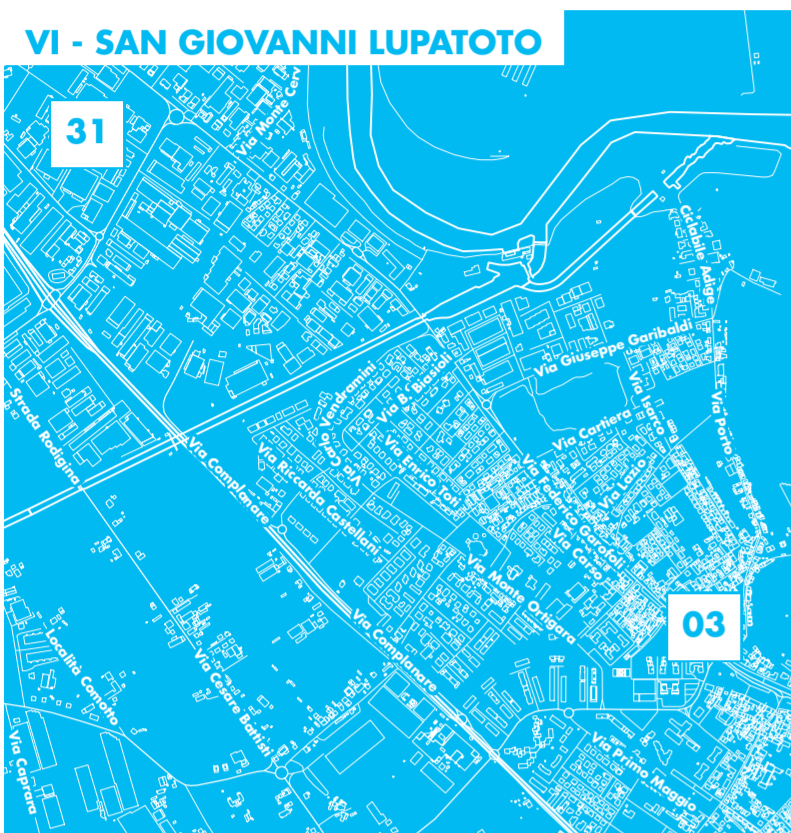 VI - SAN GIOVANNI LUPATOTO
31
Via Monte Cervi
Ciclabile Adige
Via Giuseppe Garibaldi
Strada Rodigina
Via Carlo Vendramini
Via B. Biasioli
Via Isarco
Via Porto
Via Cartiera
Via Complanare
Via Riccardo Castellani
Via Enrico Toti
Via Federico Garofoli
Via Lazio
Via Carso
Via Monte Ortigara
03
Via Complanare
Località Comotto
Via Cesare Battisti
Via Caprara
Via Primo Maggio